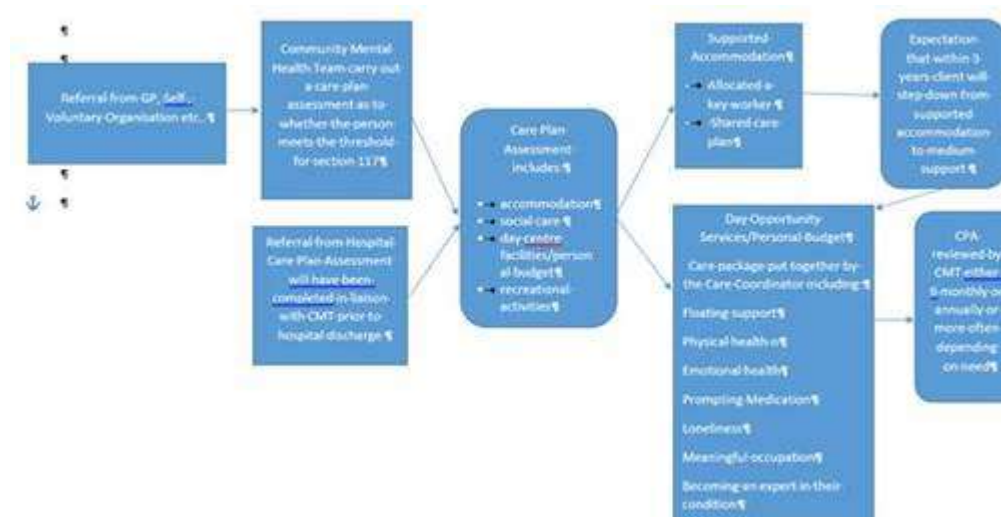 Referral from GP, Self,
Voluntary Organisation etc..¶
Community Mental
Health Team carry out
a care plan
assessment as to
whether the person
meets the threshold
for section 117¶
Referral from Hospital
Care Plan Assessment
will have been
completed in liaison
with CMT prior to
hospital discharge ¶
Care Plan
Assessment
includes ¶
accommodation¶
social care ¶
day centre
facilities/person
al budget¶
recreational
activities¶
Supported
Accommodation¶
Allocated a
key worker ¶
Shared care
plan¶
Expectation
that within 3
years client will
step down from
supported
accommodation
to medium
support ¶
Day Opportunity
Services/Personal Budget¶
Care package put together by
the Care Coordinator including ¶
Floating support¶
Physical health n¶
Emotional health¶
Prompting Medication¶
Loneliness¶
Meaningful occupation¶
Becoming an expert in their
condition¶
CPA
reviewed by
CMT either
6 monthly or
annually or
more often
depending
on need¶